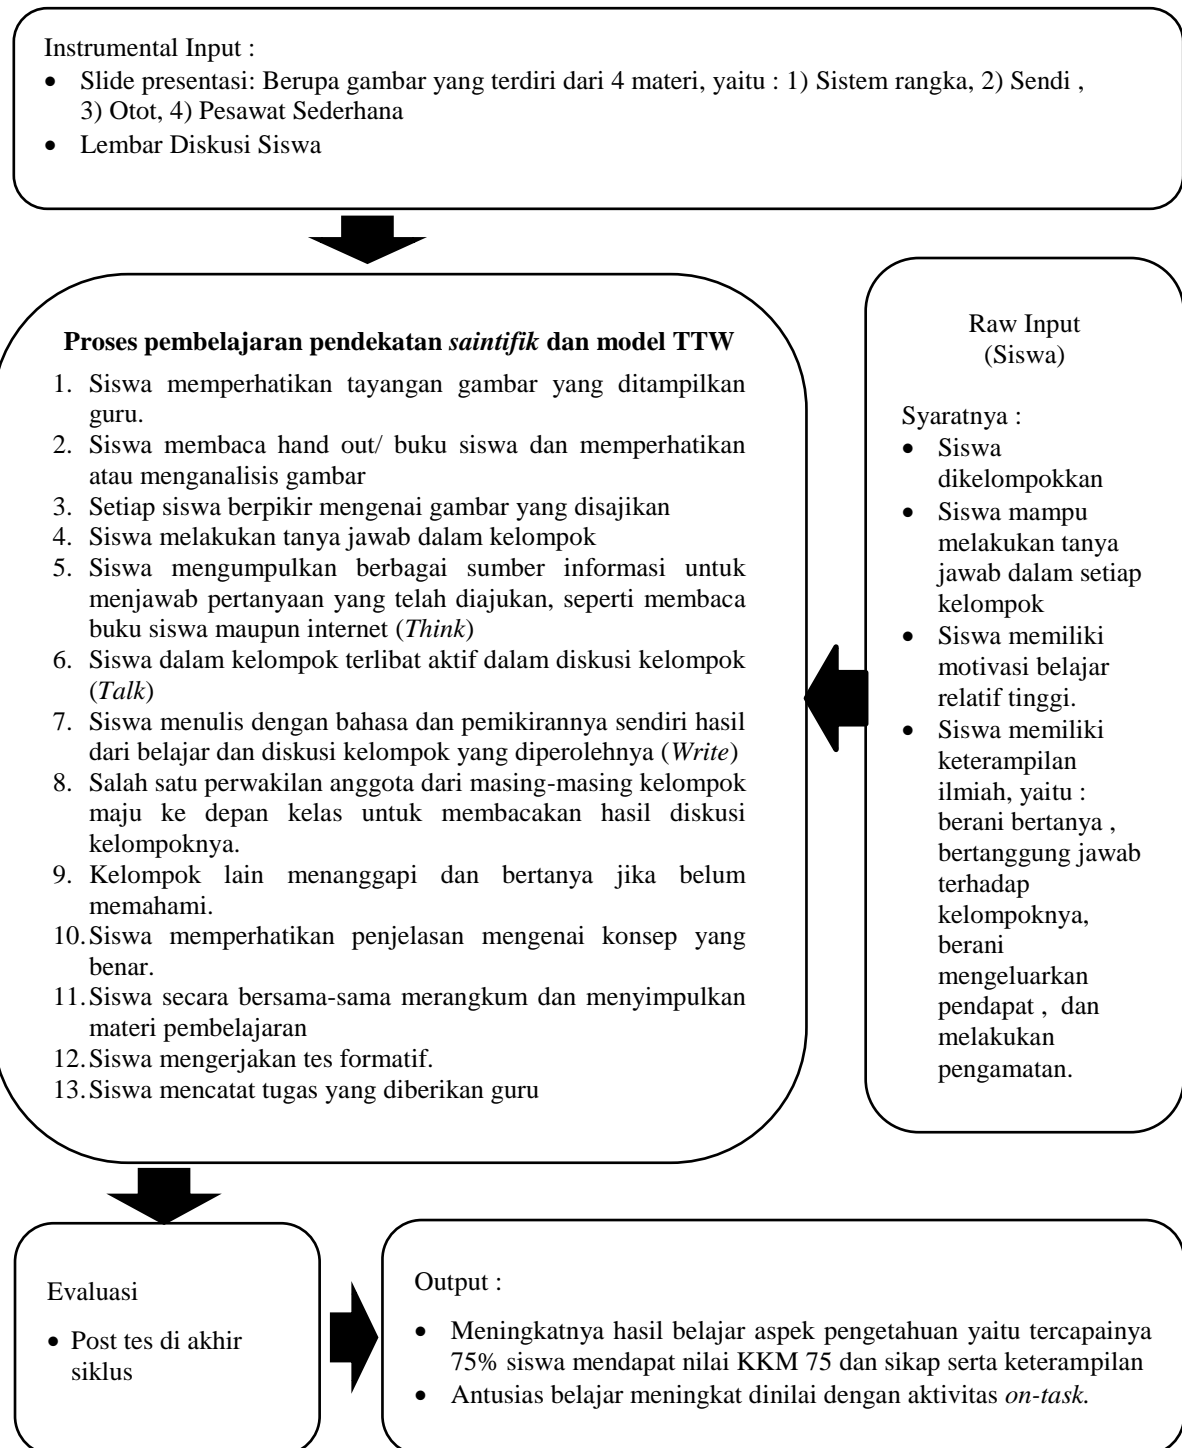 Instrumental Input :
• Slide presentasi: Berupa gambar yang terdiri dari 4 materi, yaitu : 1) Sistem rangka, 2) Sendi ,
3) Otot, 4) Pesawat Sederhana
• Lembar Diskusi Siswa
Proses pembelajaran pendekatan saintifik dan model TTW
1. Siswa memperhatikan tayangan gambar yang ditampilkan
guru.
2. Siswa membaca hand out/ buku siswa dan memperhatikan
atau menganalisis gambar
3. Setiap siswa berpikir mengenai gambar yang disajikan
4. Siswa melakukan tanya jawab dalam kelompok
5. Siswa mengumpulkan berbagai sumber informasi untuk
menjawab pertanyaan yang telah diajukan, seperti membaca
buku siswa maupun internet (Think)
6. Siswa dalam kelompok terlibat aktif dalam diskusi kelompok
(Talk)
7. Siswa menulis dengan bahasa dan pemikirannya sendiri hasil
dari belajar dan diskusi kelompok yang diperolehnya (Write)
8. Salah satu perwakilan anggota dari masing-masing kelompok
maju ke depan kelas untuk membacakan hasil diskusi
kelompoknya.
9. Kelompok lain menanggapi dan bertanya jika belum
memahami.
10. Siswa memperhatikan penjelasan mengenai konsep yang
benar.
11. Siswa secara bersama-sama merangkum dan menyimpulkan
materi pembelajaran
12. Siswa mengerjakan tes formatif.
13. Siswa mencatat tugas yang diberikan guru
Raw Input
(Siswa)
Syaratnya :
• Siswa
dikelompokkan
• Siswa mampu
melakukan tanya
jawab dalam setiap
kelompok
• Siswa memiliki
motivasi belajar
relatif tinggi.
• Siswa memiliki
keterampilan
ilmiah, yaitu :
berani bertanya ,
bertanggung jawab
terhadap
kelompoknya,
berani
mengeluarkan
pendapat , dan
melakukan
pengamatan.
Evaluasi
• Post tes di akhir
siklus
Output :
• Meningkatnya hasil belajar aspek pengetahuan yaitu tercapainya
75% siswa mendapat nilai KKM 75 dan sikap serta keterampilan
• Antusias belajar meningkat dinilai dengan aktivitas on-task.